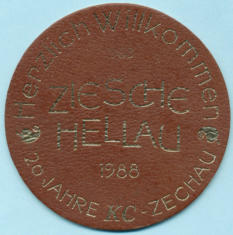 Herzlich Willkommen
ZIESCHE
HELLAU
1988
20 JAHRE KC-ZECHAU